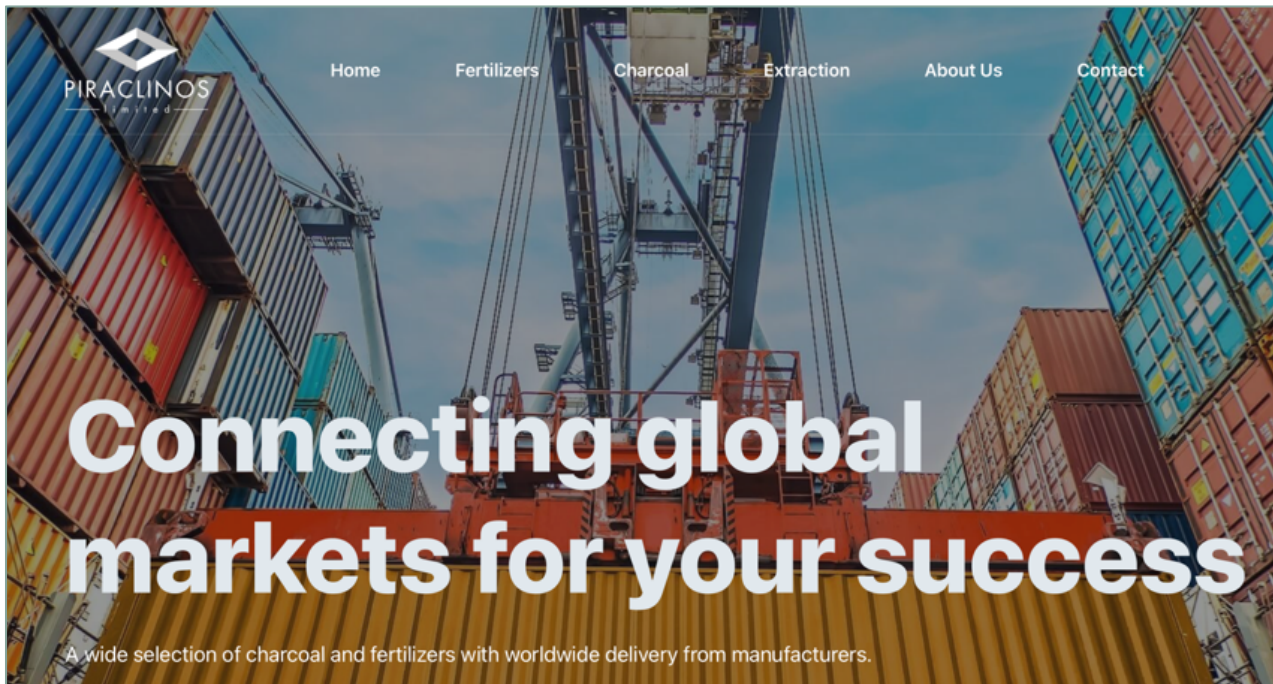 PIRACLINOS
limited
Home
Fertilizers
Charcoal
Extraction
About Us
Contact
Connecting global
markets for your success
A wide selection of charcoal and fertilizers with worldwide delivery from manufacturers.